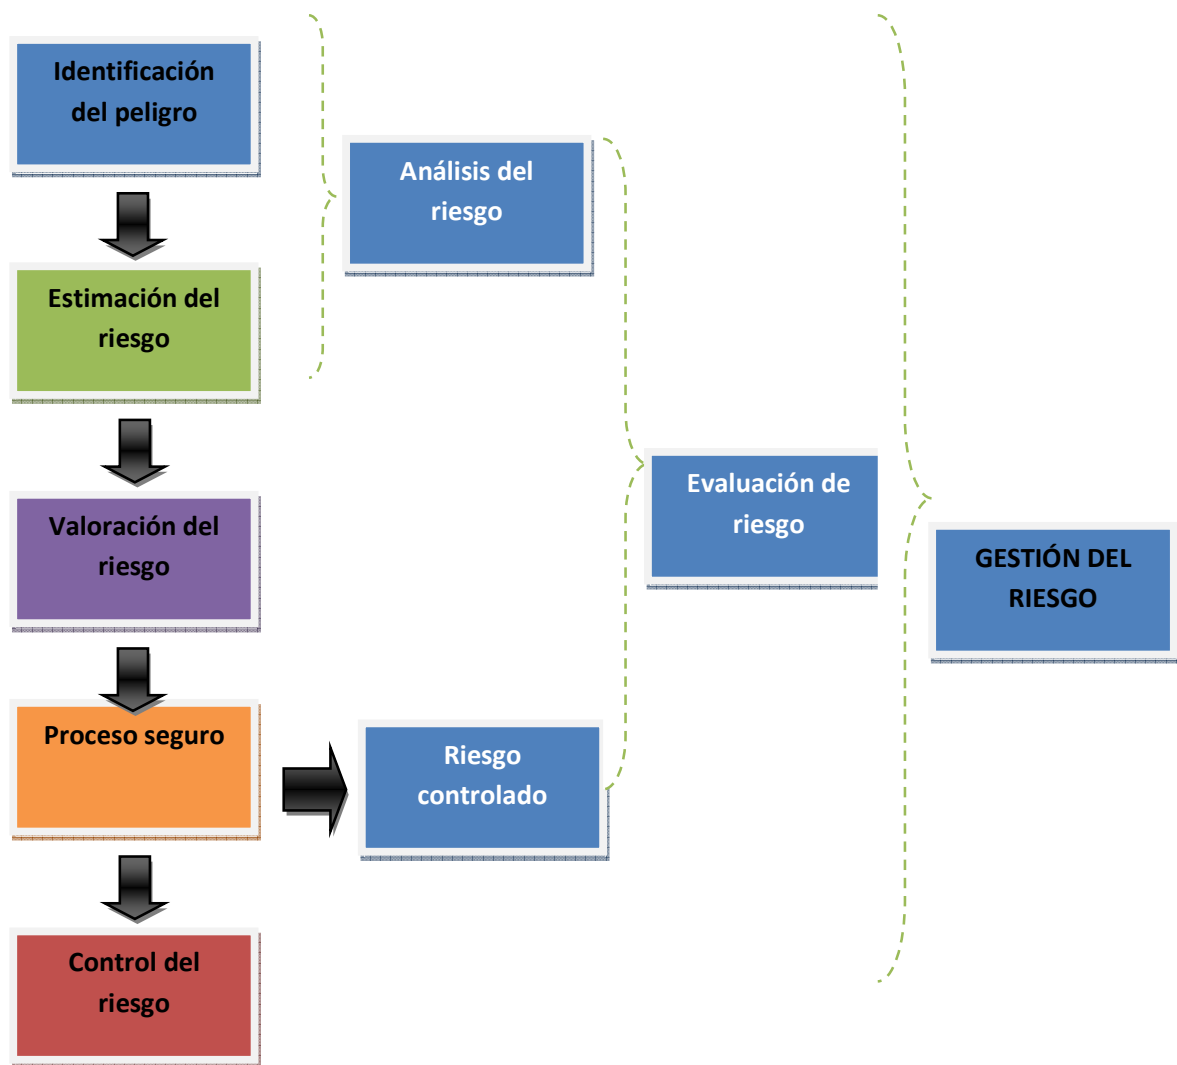 Identificación
del peligro
Estimación del
riesgo
Valoración del
riesgo
Proceso seguro
Control del
riesgo
Análisis del
riesgo
Riesgo
controlado
Evaluación de
riesgo
GESTIÓN DEL
RIESGO